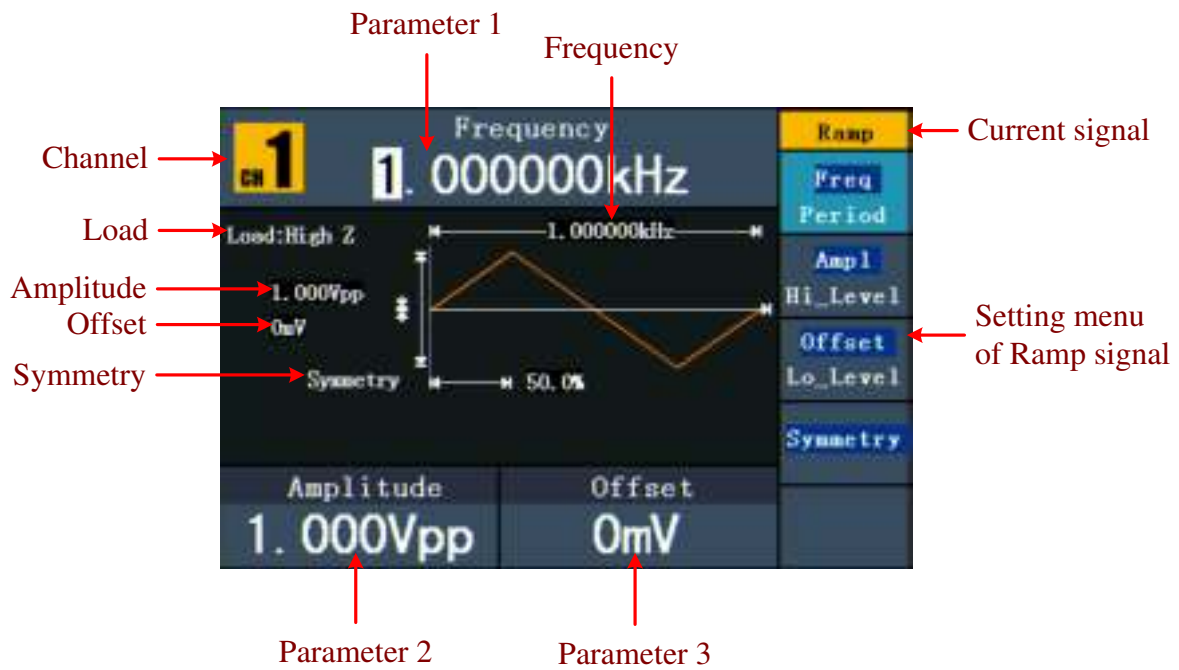 Parameter 1
Frequency
Channel
CH 1
Frequency
1.000000kHz
Ramp
Current signal
Freq
Period
Load
Load:High Z
1.000000kHz
Ampl
Hi_Level
Amplitude
1.000Vpp
Offset
0mV
Offset
Lo_Level
Setting menu
of Ramp signal
Symmetry
Symmetry
50.0%
Symmetry
Amplitude
1.000Vpp
Offset
0mV
Parameter 2
Parameter 3